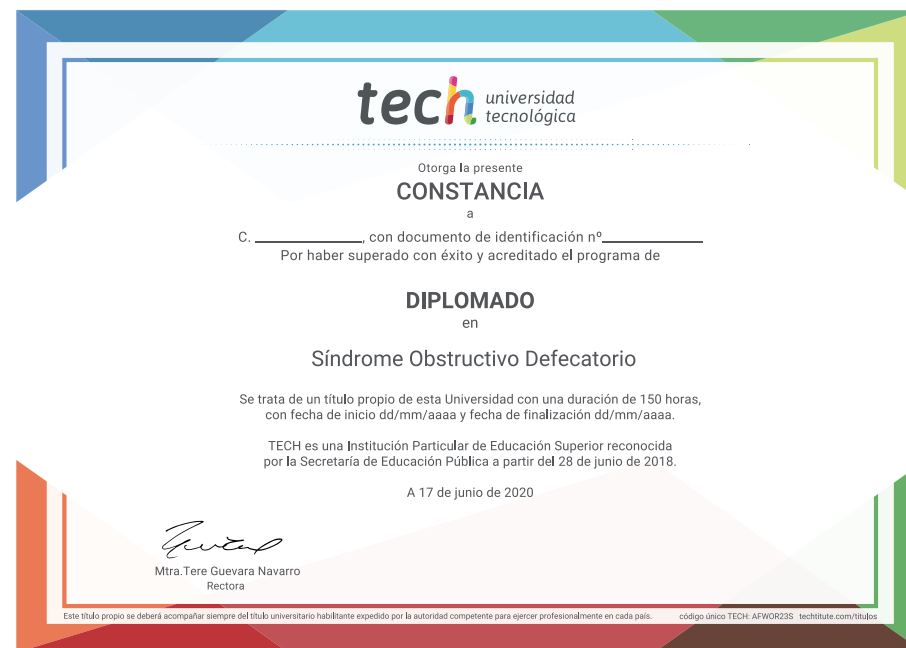 tech universidad
tecnológica
Otorga la presente
CONSTANCIA
a
C. ____________, con documento de identificación nº____________
Por haber superado con éxito y acreditado el programa de
DIPLOMADO
en
Síndrome Obstructivo Defecatorio
Se trata de un título propio de esta Universidad con una duración de 150 horas,
con fecha de inicio dd/mm/aaaa y fecha de finalización dd/mm/aaaa.
TECH es una Institución Particular de Educación Superior reconocida
por la Secretaría de Educación Pública a partir del 28 de junio de 2018.
A 17 de junio de 2020
Mtra.Tere Guevara Navarro
Rectora
Este título propio se deberá acompañar siempre del título universitario habilitante expedido por la autoridad competente para ejercer profesionalmente en cada país. código único TECH: AFWOR23S techtitute.com/títulos